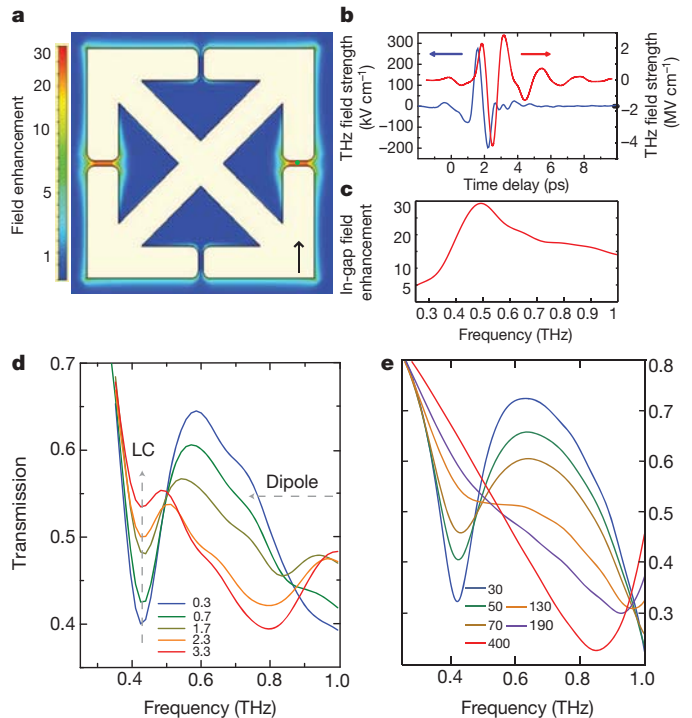 a
Field enhancement
30
20
10
5
1
b
THz field strength
(kV cm⁻¹)
300
200
100
0
−100
−200
2
0
−2
−4
THz field strength
(MV cm⁻¹)
0 2 4 6 8
Time delay (ps)
c
In-gap field
enhancement
30
25
20
15
10
5
0.3 0.4 0.5 0.6 0.7 0.8 0.9 1
Frequency (THz)
d
Transmission
0.7
0.6
0.5
0.4
LC
Dipole
0.3
0.7
1.7
2.3
3.3
0.4 0.6 0.8 1.0
Frequency (THz)
e
0.8
0.7
0.6
0.5
0.4
0.3
30
50 130
70 190
400
0.4 0.6 0.8 1.0
Frequency (THz)